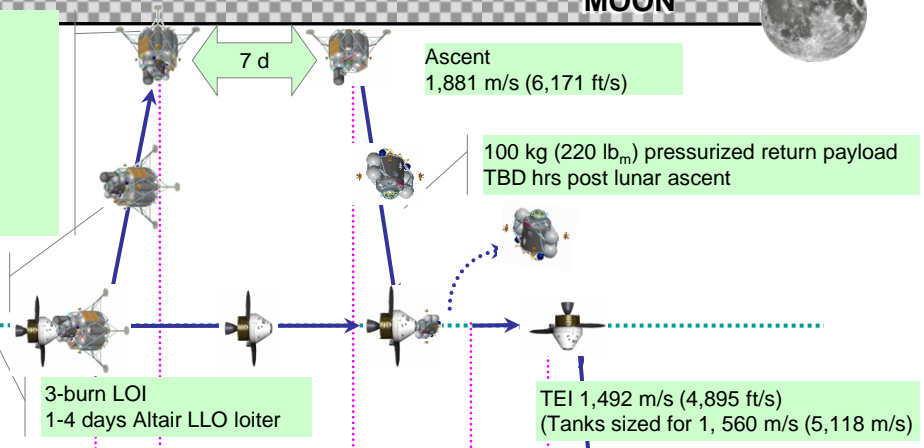 MOON
7 d
Ascent
1,881 m/s (6,171 ft/s)
100 kg (220 lbm) pressurized return payload
TBD hrs post lunar ascent
3-burn LOI
1-4 days Altair LLO loiter
TEI 1,492 m/s (4,895 ft/s)
(Tanks sized for 1, 560 m/s (5,118 m/s)